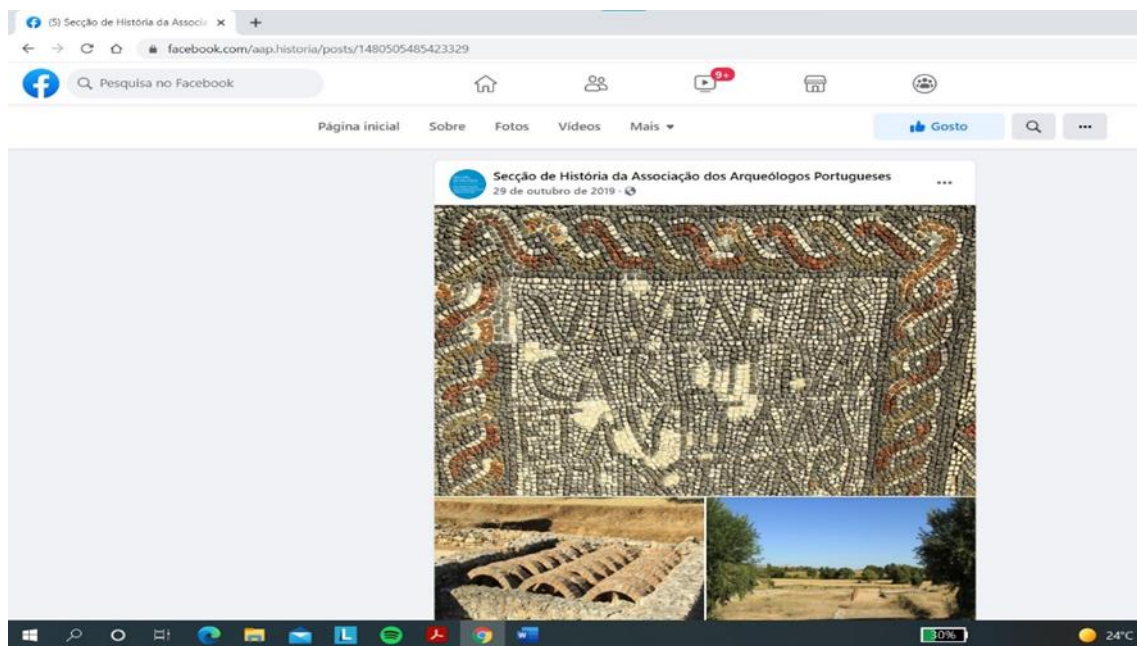 (5) Secção de História da Associa
facebook.com/aap.historia/posts/1480505485423329
Pesquisa no Facebook
9+
Página inicial Sobre Fotos Vídeos Mais
Gosto
Secção de História da Associação dos Arqueólogos Portugueses
29 de outubro de 2019
30%
24°C